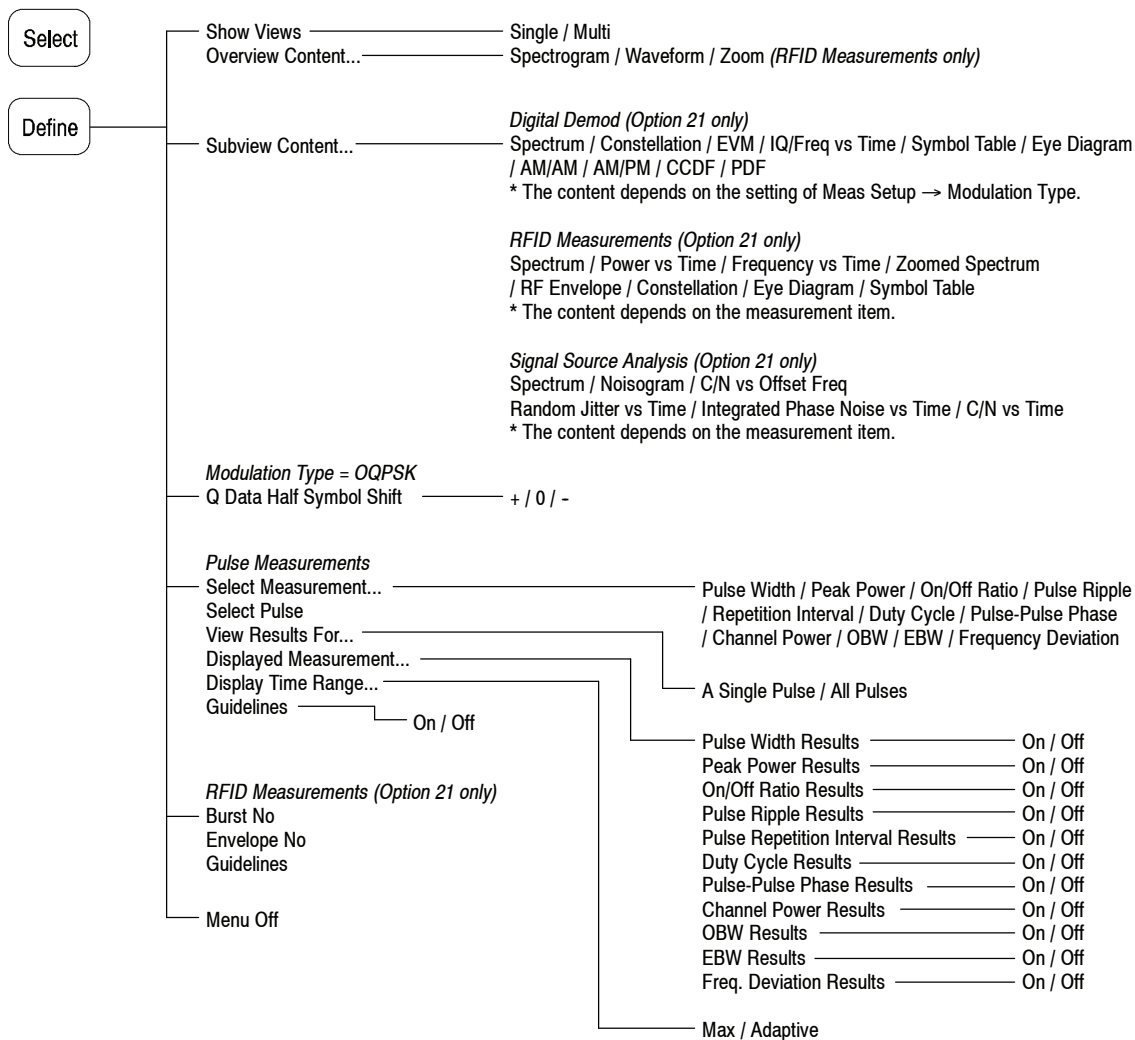 Select
Show Views
Single / Multi
Overview Content...
Spectrogram / Waveform / Zoom (RFID Measurements only)
Define
Subview Content...
Digital Demod (Option 21 only)
Spectrum / Constellation / EVM / IQ/Freq vs Time / Symbol Table / Eye Diagram
/ AM/AM / AM/PM / CCDF / PDF
* The content depends on the setting of Meas Setup → Modulation Type.
RFID Measurements (Option 21 only)
Spectrum / Power vs Time / Frequency vs Time / Zoomed Spectrum
/ RF Envelope / Constellation / Eye Diagram / Symbol Table
* The content depends on the measurement item.
Signal Source Analysis (Option 21 only)
Spectrum / Noisogram / C/N vs Offset Freq
Random Jitter vs Time / Integrated Phase Noise vs Time / C/N vs Time
* The content depends on the measurement item.
Modulation Type = OQPSK
Q Data Half Symbol Shift
+ / 0 / -
Pulse Measurements
Select Measurement...
Select Pulse
View Results For...
Displayed Measurement...
Display Time Range...
Guidelines
On / Off
Pulse Width / Peak Power / On/Off Ratio / Pulse Ripple
/ Repetition Interval / Duty Cycle / Pulse-Pulse Phase
/ Channel Power / OBW / EBW / Frequency Deviation
A Single Pulse / All Pulses
Pulse Width Results On / Off
Peak Power Results On / Off
On/Off Ratio Results On / Off
Pulse Ripple Results On / Off
Pulse Repetition Interval Results On / Off
Duty Cycle Results On / Off
Pulse-Pulse Phase Results On / Off
Channel Power Results On / Off
OBW Results On / Off
EBW Results On / Off
Freq. Deviation Results On / Off
Max / Adaptive
RFID Measurements (Option 21 only)
Burst No
Envelope No
Guidelines
Menu Off